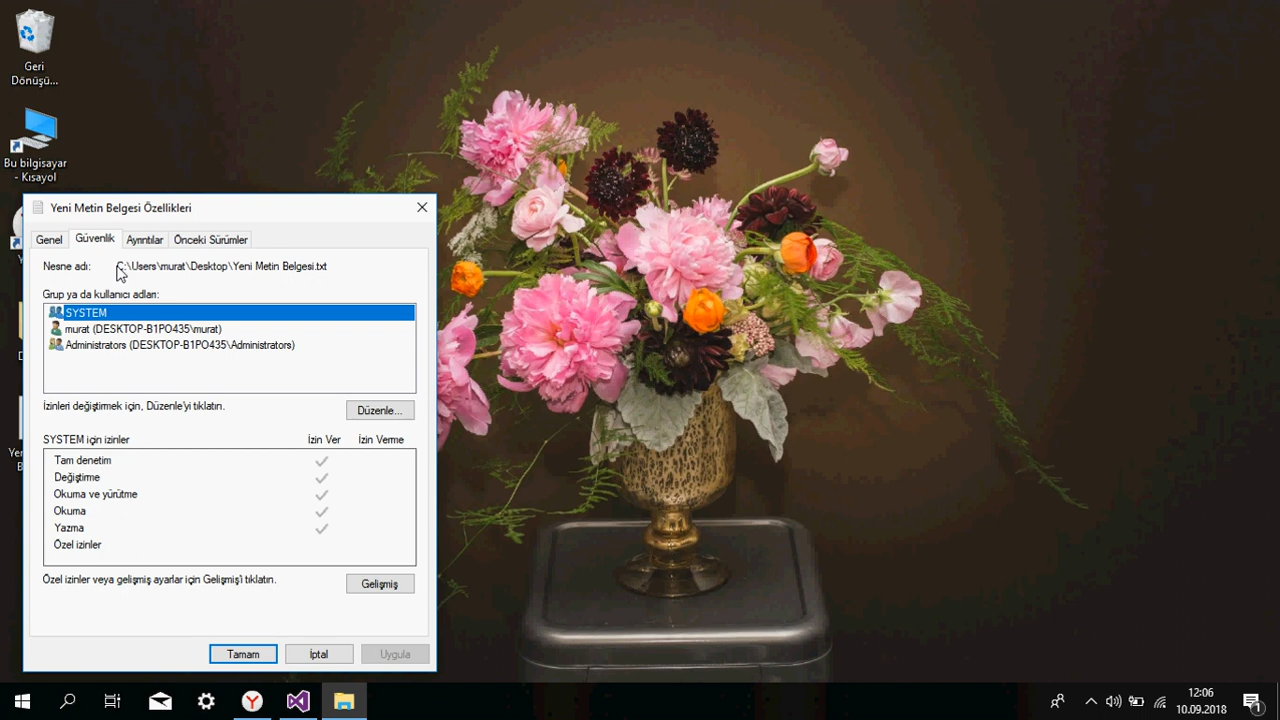 Geri
Dönüşü...
Bu bilgisayar
- Kısayol
Yeni Metin Belgesi Özellikleri
Genel
Güvenlik
Ayrıntılar
Önceki Sürümler
Nesne adı:
C:\Users\murat\Desktop\Yeni Metin Belgesi.txt
Grup ya da kullanıcı adları:
SYSTEM
murat (DESKTOP-B1PO435\murat)
Administrators (DESKTOP-B1PO435\Administrators)
İzinleri değiştirmek için, Düzenle'yi tıklatın.
Düzenle...
SYSTEM için izinler
İzin Ver
İzin Verme
Tam denetim
Değiştirme
Okuma ve yürütme
Okuma
Yazma
Özel izinler
Özel izinler veya gelişmiş ayarlar için Gelişmiş'i tıklatın.
Gelişmiş
Tamam
İptal
Uygula
12:06
10.09.2018
1